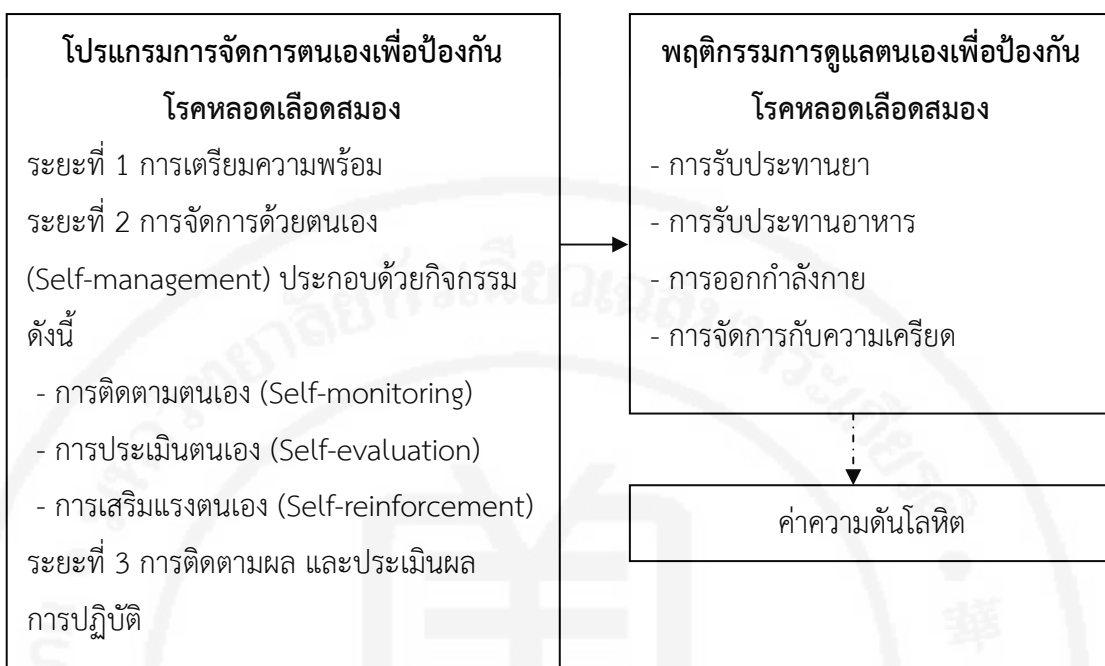 โปรแกรมการจัดการตนเองเพื่อป้องกัน
โรคหลอดเลือดสมอง
ระยะที่ 1 การเตรียมความพร้อม
ระยะที่ 2 การจัดการด้วยตนเอง
(Self-management) ประกอบด้วยกิจกรรม
ดังนี้
- การติดตามตนเอง (Self-monitoring)
- การประเมินตนเอง (Self-evaluation)
- การเสริมแรงตนเอง (Self-reinforcement)
ระยะที่ 3 การติดตามผล และประเมินผล
การปฏิบัติ
พฤติกรรมการดูแลตนเองเพื่อป้องกัน
โรคหลอดเลือดสมอง
- การรับประทานยา
- การรับประทานอาหาร
- การออกกำลังกาย
- การจัดการกับความเครียด
ค่าความดันโลหิต